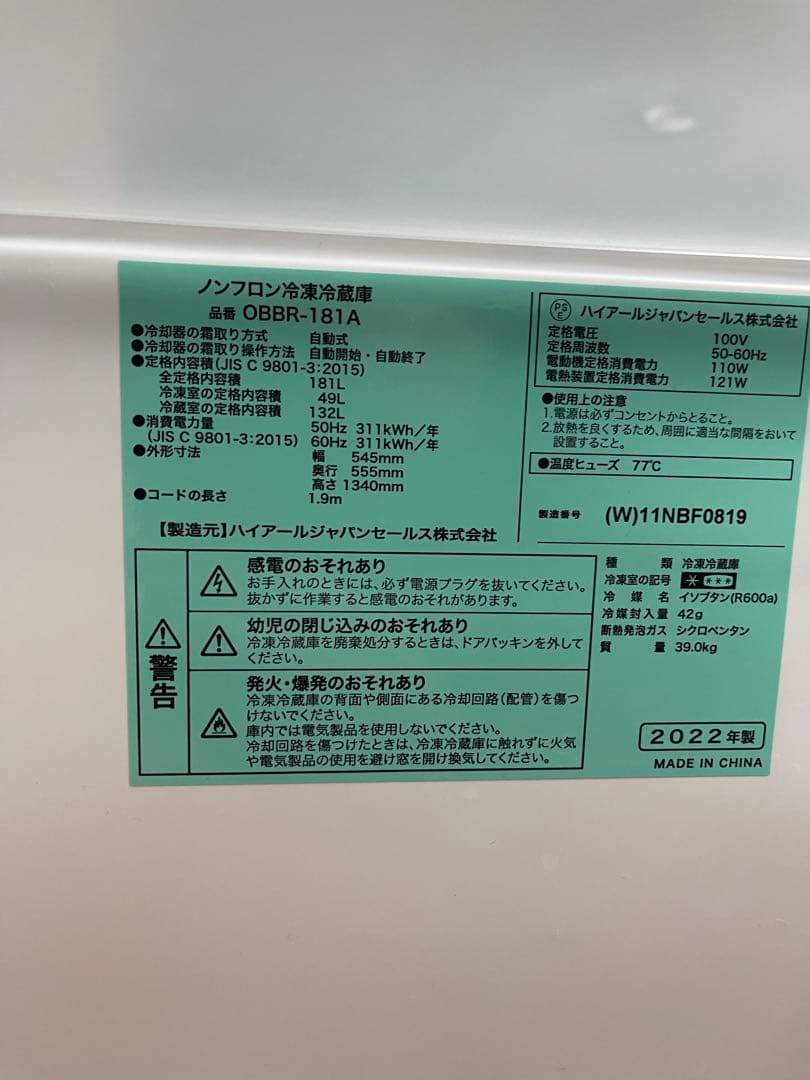 ノンフロン冷凍冷蔵庫
品番 OBBR-181A
●冷却器の霜取り方式 自動式
●冷却器の霜取り操作方法 自動開始・自動終了
●定格内容積(JIS C 9801-3:2015)
全定格内容積 181L
冷凍室の定格内容積 49L
冷蔵室の定格内容積 132L
●消費電力量 50Hz 311kWh/年
(JIS C 9801-3:2015) 60Hz 311kWh/年
●外形寸法 幅 545mm
奥行 555mm
高さ 1340mm
●コードの長さ 1.9m
【製造元】ハイアールジャパンセールス株式会社
PS
E ハイアールジャパンセールス株式会社
定格電圧 100V
定格周波数 50-60Hz
電動機定格消費電力 110W
電熱装置定格消費電力 121W
●使用上の注意
1.電源は必ずコンセントからとること。
2.放熱を良くするため、周囲に適当な間隔をおいて
設置すること。
●温度ヒューズ 77℃
製造番号 (W)11NBF0819
警告
感電のおそれあり
お手入れのときには、必ず電源プラグを抜いてください。
抜かずに作業すると感電のおそれがあります。
幼児の閉じ込みのおそれあり
冷凍冷蔵庫を廃棄処分するときは、ドアパッキンを外して
ください。
発火・爆発のおそれあり
冷凍冷蔵庫の背面や側面にある冷却回路(配管)を傷つ
けないでください。
庫内では電気製品を使用しないでください。
冷却回路を傷つけたときは、冷凍冷蔵庫に触れずに火気
や電気製品の使用を避け窓を開け換気してください。
種類 冷凍冷蔵庫
冷凍室の記号 * ***
冷媒名 イソブタン(R600a)
冷媒封入量 42g
断熱発泡ガス シクロペンタン
質量 39.0kg
2022年製
MADE IN CHINA